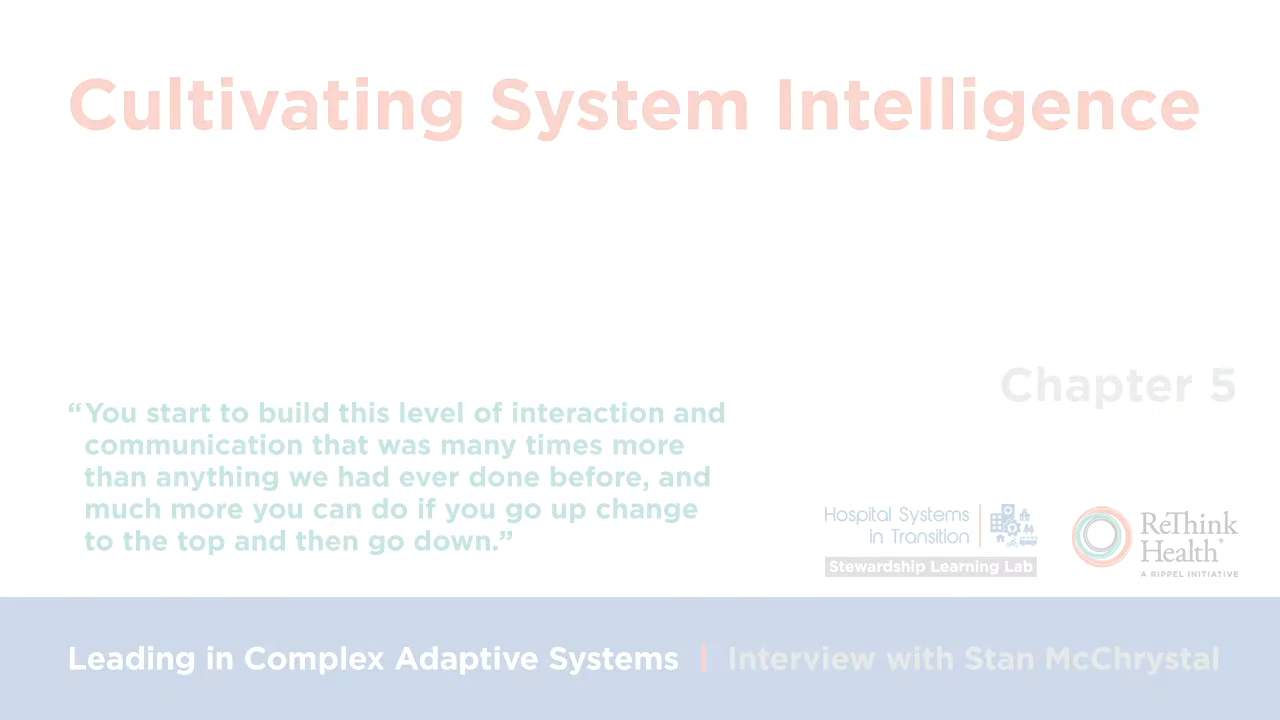 Cultivating System Intelligence
Chapter 5
“You start to build this level of interaction and
communication that was many times more
than anything we had ever done before, and
much more you can do if you go up change
to the top and then go down.”
Hospital Systems
in Transition
Stewardship Learning Lab
ReThink
Health®
A RIPPEL INITIATIVE
Leading in Complex Adaptive Systems | Interview with Stan McChrystal